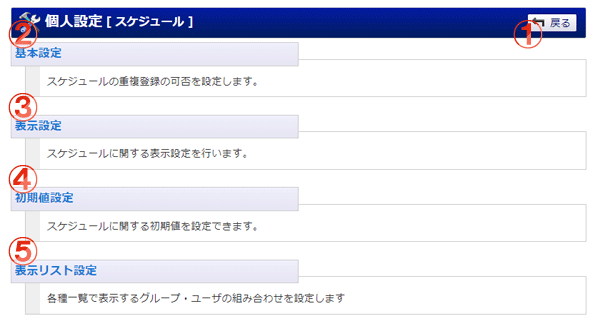 個人設定 [ スケジュール ]
① 戻る
② 基本設定
スケジュールの重複登録の可否を設定します。
③ 表示設定
スケジュールに関する表示設定を行います。
④ 初期値設定
スケジュールに関する初期値を設定できます。
⑤ 表示リスト設定
各種一覧で表示するグループ・ユーザの組み合わせを設定します